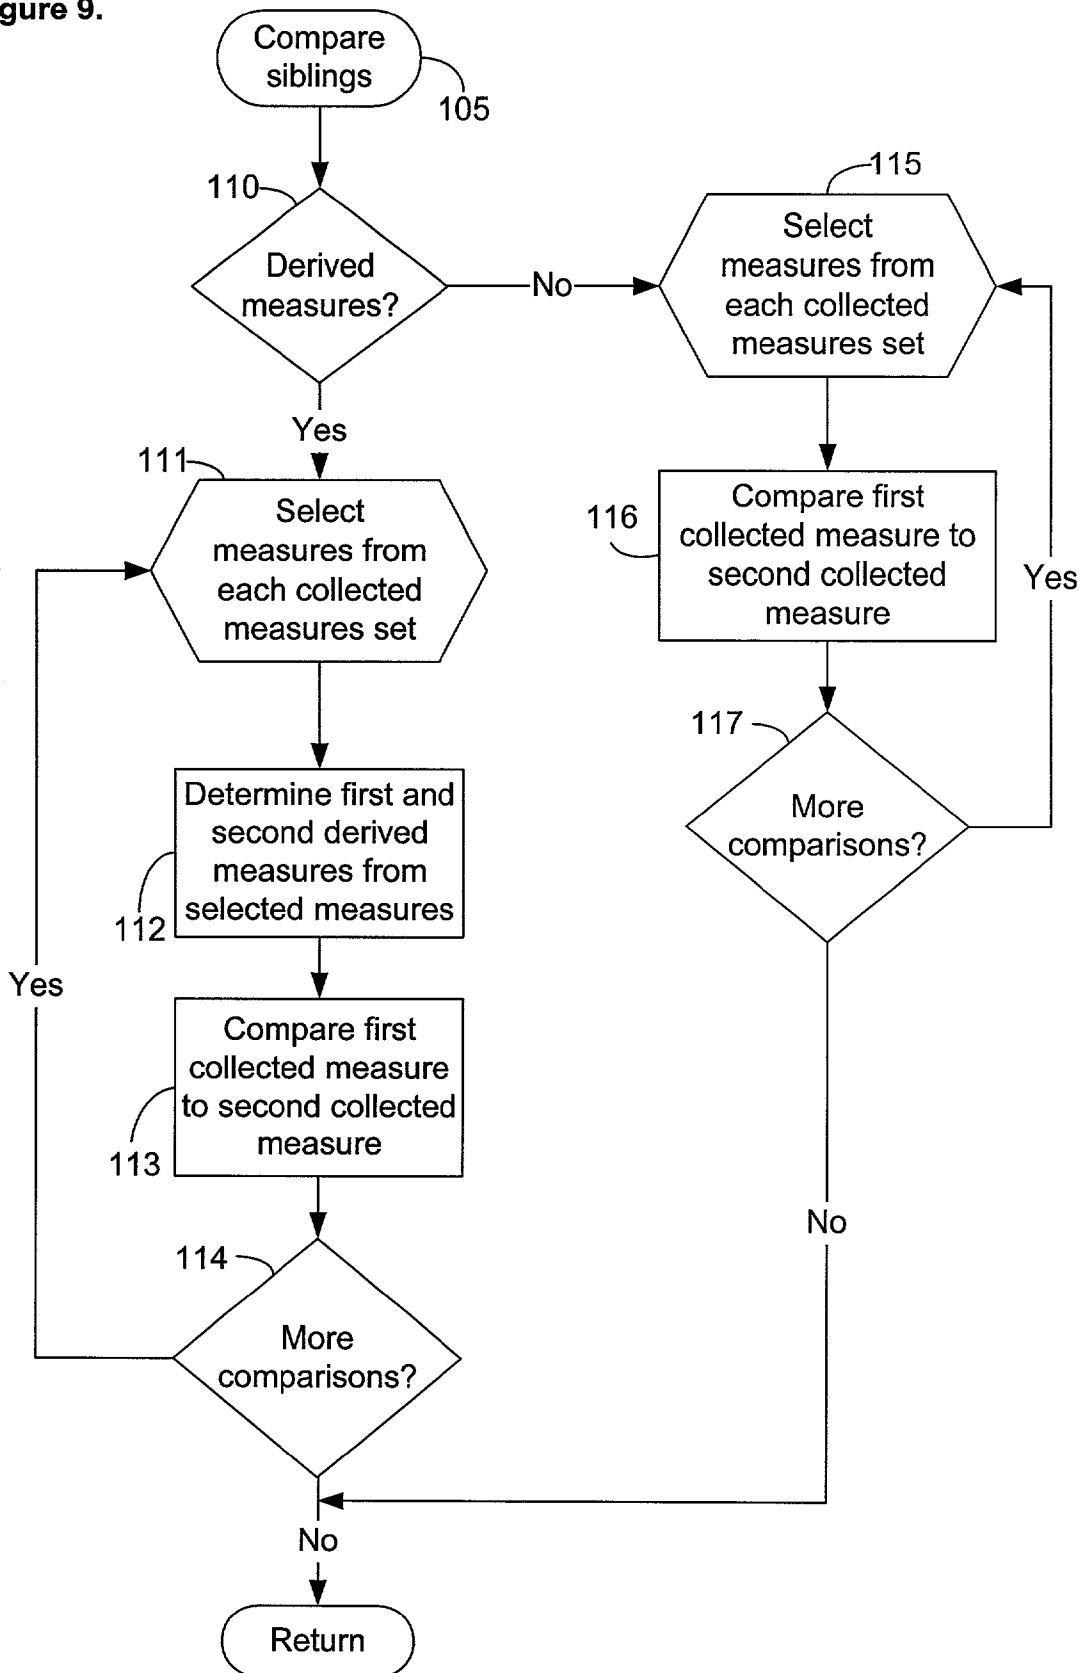 gure 9.
Compare
siblings
105
110
Derived
measures?
No
115
Select
measures from
each collected
measures set
Yes
111
Select
measures from
each collected
measures set
116
Compare first
collected measure to
second collected
measure
Yes
117
More
comparisons?
Determine first and
second derived
measures from
selected measures
112
Yes
Compare first
collected measure
to second collected
measure
113
No
114
More
comparisons?
No
Return